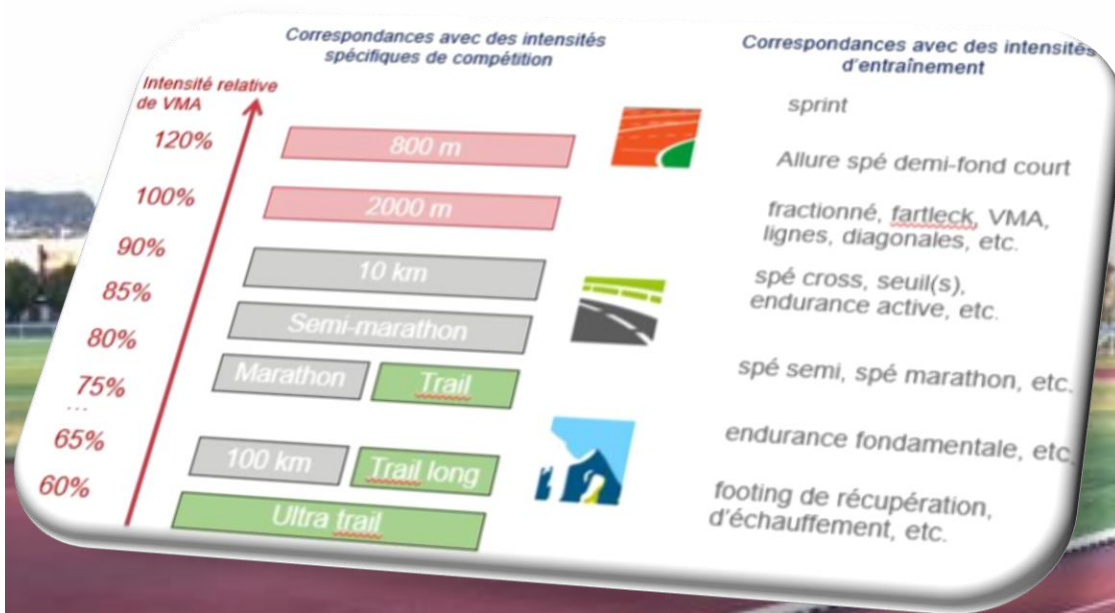 Correspondances avec des intensités
spécifiques de compétition
Correspondances avec des intensités
d'entraînement
Intensité relative
de VMA
sprint
120%
800 m
Allure spé demi-fond court
100%
2000 m
fractionné, fartleck, VMA,
lignes, diagonales, etc.
90%
10 km
spé cross, seuil(s),
endurance active, etc.
85%
Semi-marathon
80%
Marathon
Trail
spé semi, spé marathon, etc.
75%
...
65%
100 km
Trail long
endurance fondamentale, etc.
60%
Ultra trail
footing de récupération,
d'échauffement, etc.